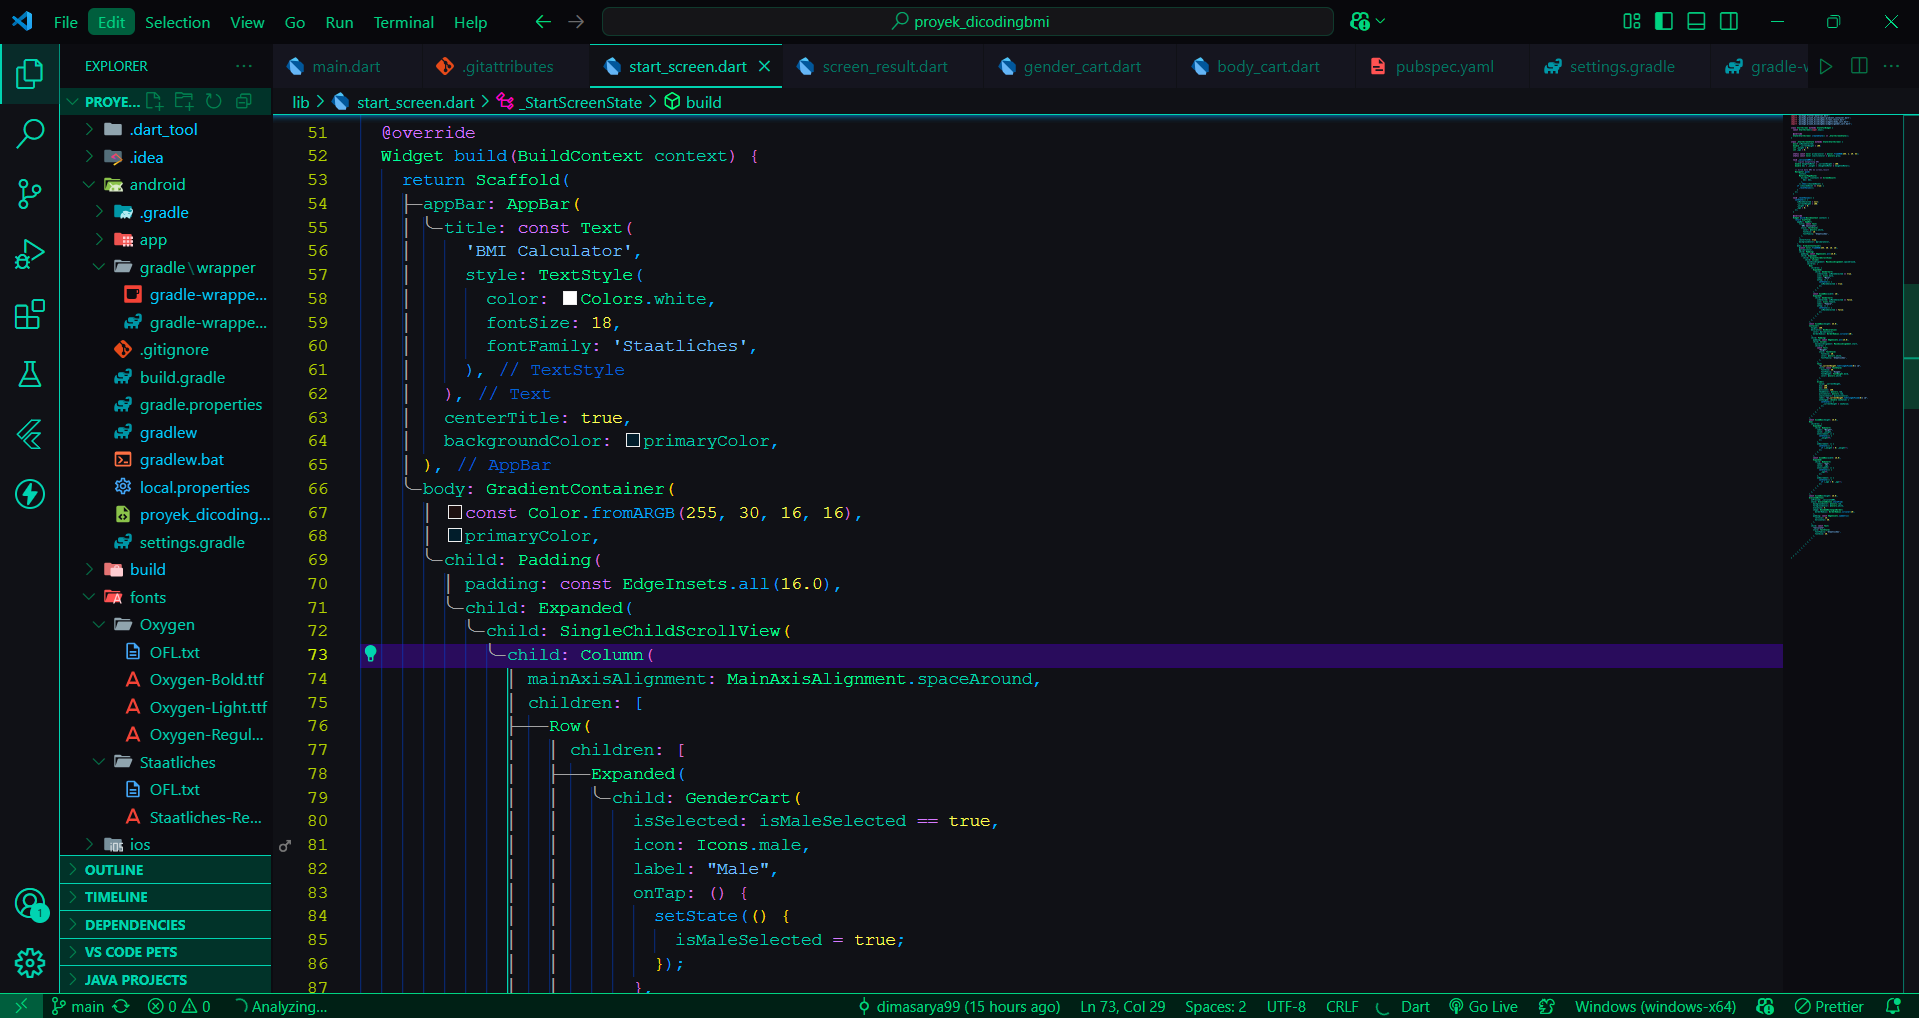 File Edit Selection View Go Run Terminal Help
proyek_dicodingbmi
EXPLORER
main.dart
.gitattributes
start_screen.dart
screen_result.dart
gender_cart.dart
body_cart.dart
pubspec.yaml
settings.gradle
lib > start_screen.dart > _StartScreenState > build
PROYE...
.dart_tool
.idea
android
.gradle
app
gradle\wrapper
gradle-wrappe...
gradle-wrappe...
.gitignore
build.gradle
gradle.properties
gradlew
gradlew.bat
local.properties
proyek_dicoding...
settings.gradle
build
fonts
Oxygen
OFL.txt
Oxygen-Bold.ttf
Oxygen-Light.ttf
Oxygen-Regul...
Staatliches
OFL.txt
Staatliches-Re...
ios
OUTLINE
TIMELINE
DEPENDENCIES
VS CODE PETS
JAVA PROJECTS
51 @override
52 Widget build(BuildContext context) {
53 return Scaffold(
54 appBar: AppBar(
55 title: const Text(
56 'BMI Calculator',
57 style: TextStyle(
58 color: Colors.white,
59 fontSize: 18,
60 fontFamily: 'Staatliches',
61 ), // TextStyle
62 ), // Text
63 centerTitle: true,
64 backgroundColor: primaryColor,
65 ), // AppBar
66 body: GradientContainer(
67 const Color.fromARGB(255, 30, 16, 16),
68 primaryColor,
69 child: Padding(
70 padding: const EdgeInsets.all(16.0),
71 child: Expanded(
72 child: SingleChildScrollView(
73 child: Column(
74 mainAxisAlignment: MainAxisAlignment.spaceAround,
75 children: [
76 Row(
77 children: [
78 Expanded(
79 child: GenderCart(
80 isSelected: isMaleSelected == true,
81 icon: Icons.male,
82 label: "Male",
83 onTap: () {
84 setState(() {
85 isMaleSelected = true;
86 });
87 },
main 0 0 Analyzing... dimasarya99 (15 hours ago) Ln 73, Col 29 Spaces: 2 UTF-8 CRLF Dart Go Live Windows (windows-x64) Prettier